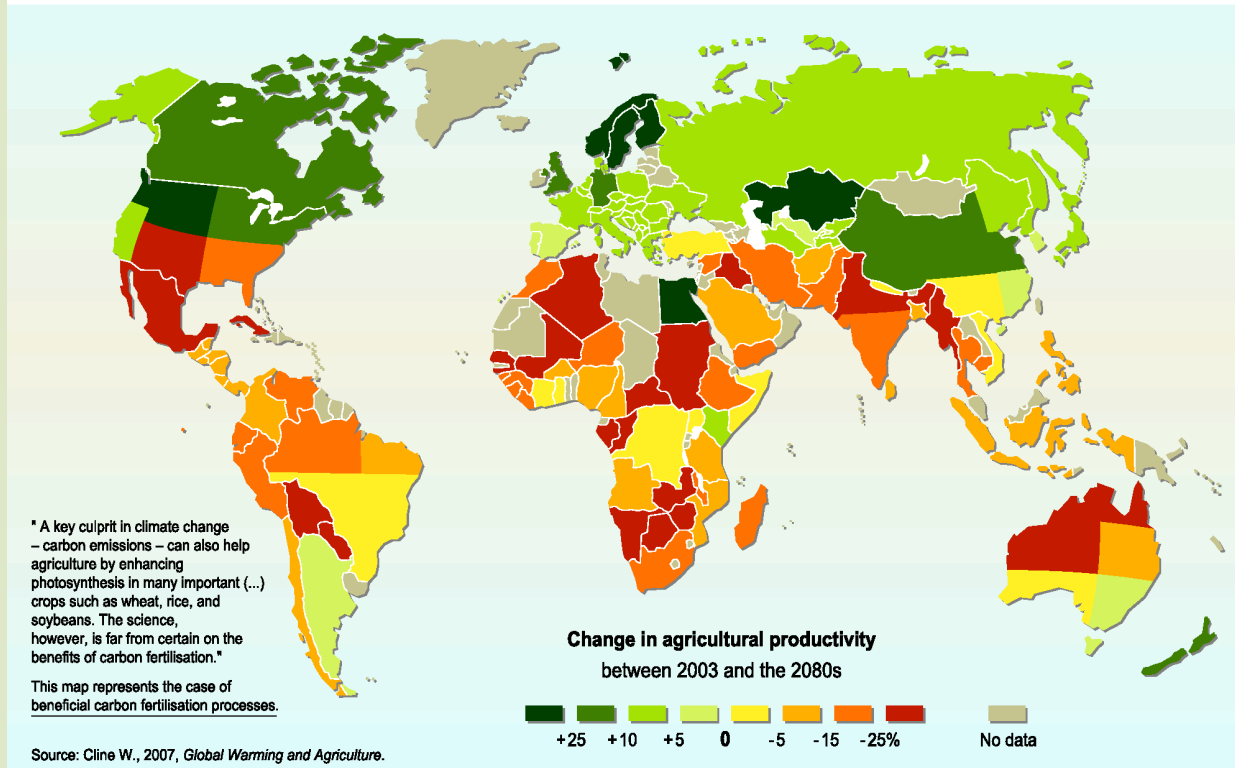 " A key culprit in climate change
– carbon emissions – can also help
agriculture by enhancing
photosynthesis in many important (...)
crops such as wheat, rice, and
soybeans. The science,
however, is far from certain on the
benefits of carbon fertilisation."
This map represents the case of
beneficial carbon fertilisation processes.
Source: Cline W., 2007, Global Warming and Agriculture.
Change in agricultural productivity
between 2003 and the 2080s
+25 +10 +5 0 -5 -15 -25% No data